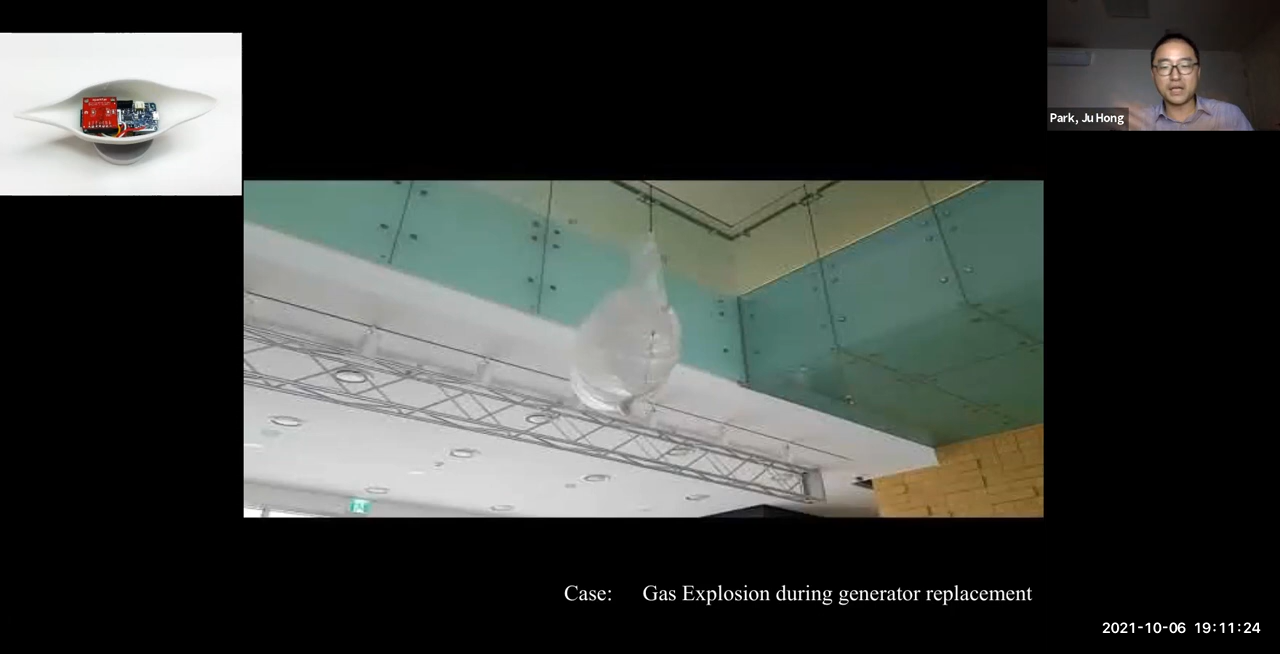 Park, Ju Hong
Case: Gas Explosion during generator replacement
2021-10-06 19:11:24